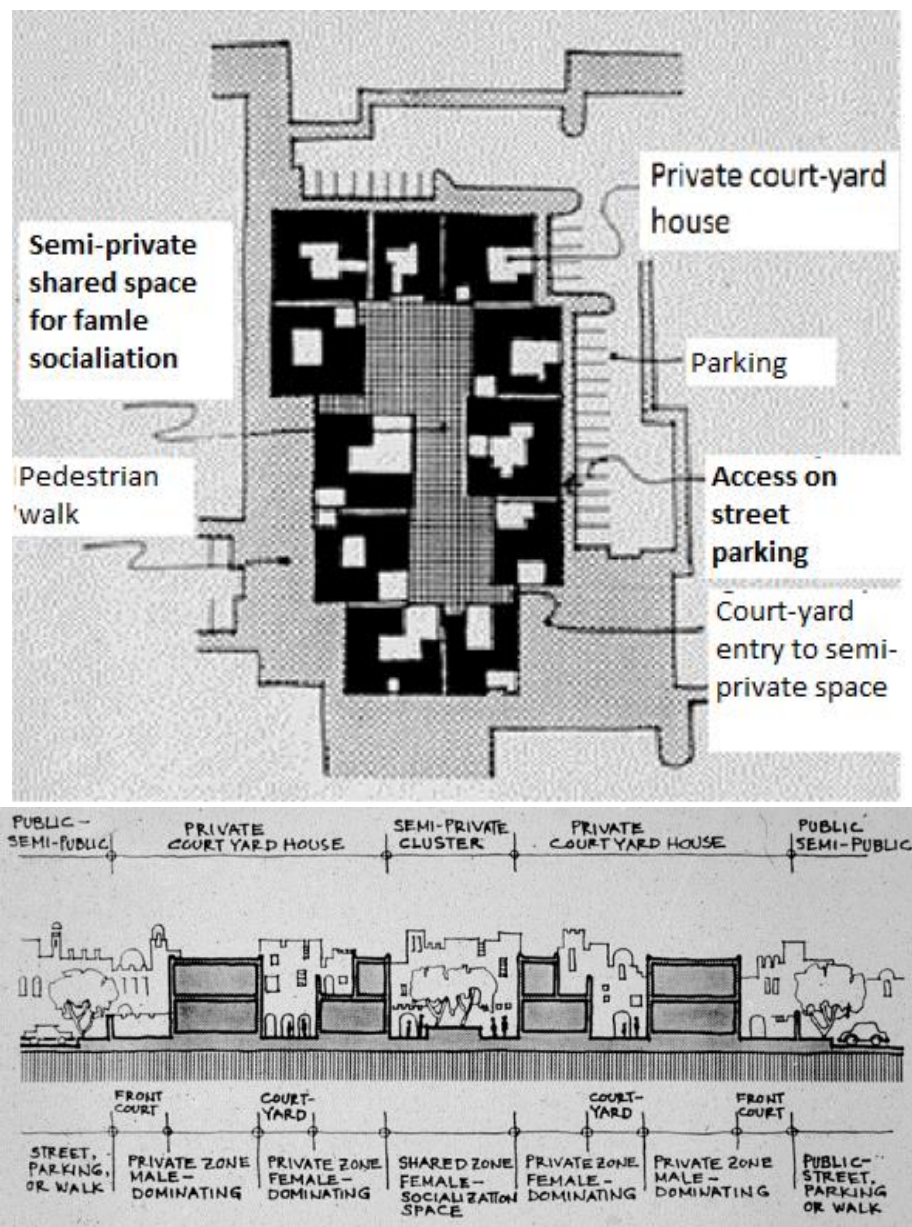 Private court-yard
house
Semi-private
shared space
for famle
socialiation
Parking
Pedestrian
walk
Access on
street
parking
Court-yard
entry to semi-
private space
PUBLIC-
SEMI-PUBLIC
PRIVATE
COURT YARD HOUSE
SEMI-PRIVATE
CLUSTER
PRIVATE
COURT YARD HOUSE
PUBLIC
SEMI-PUBLIC
FRONT
COURT
COURT-
YARD
COURT-
YARD
FRONT
COURT
STREET,
PARKING,
OR WALK
PRIVATE ZONE
MALE-
DOMINATING
PRIVATE ZONE
FEMALE-
DOMINATING
SHARED ZONE
FEMALE-
SOCIALIZATION
SPACE
PRIVATE ZONE
FEMALE-
DOMINATING
PRIVATE ZONE
MALE-
DOMINATING
PUBLIC-
STREET,
PARKING
OR WALK